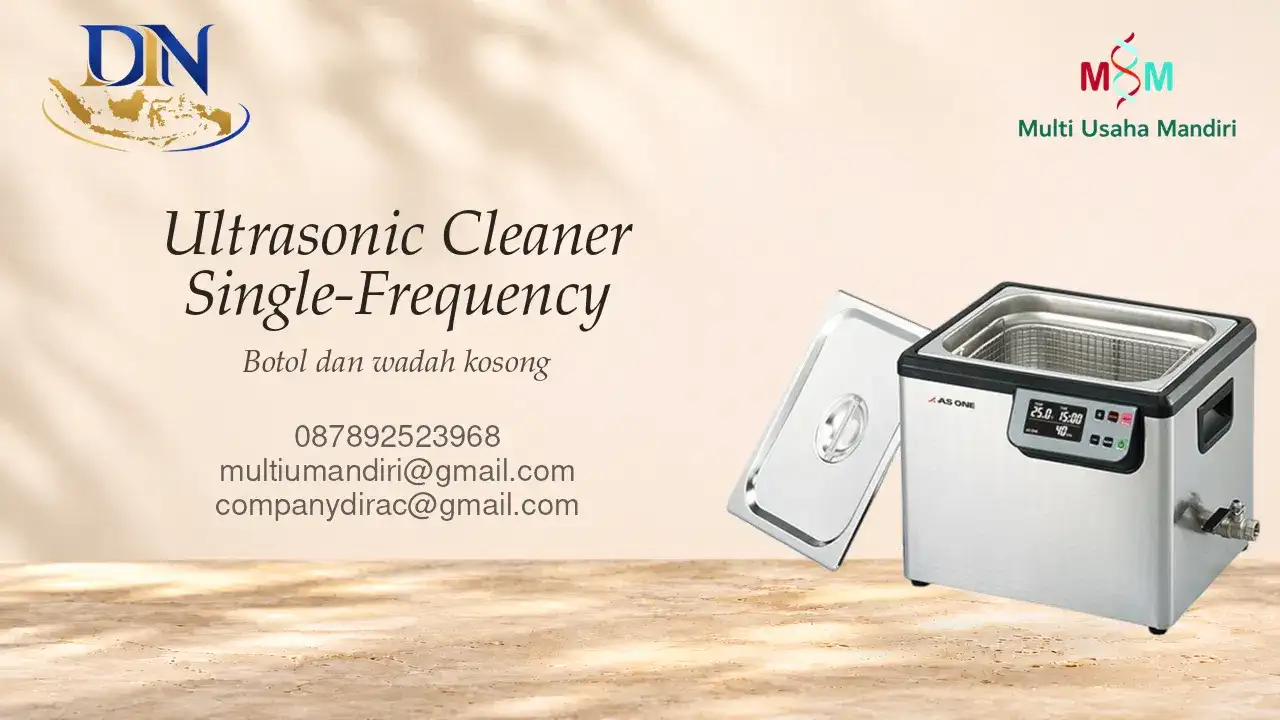 DIN
M M
Multi Usaha Mandiri
Ultrasonic Cleaner
Single-Frequency
Botol dan wadah kosong
087892523968
multiumandiri@gmail.com
companydirac@gmail.com
AS ONE
25.0
15:00
40